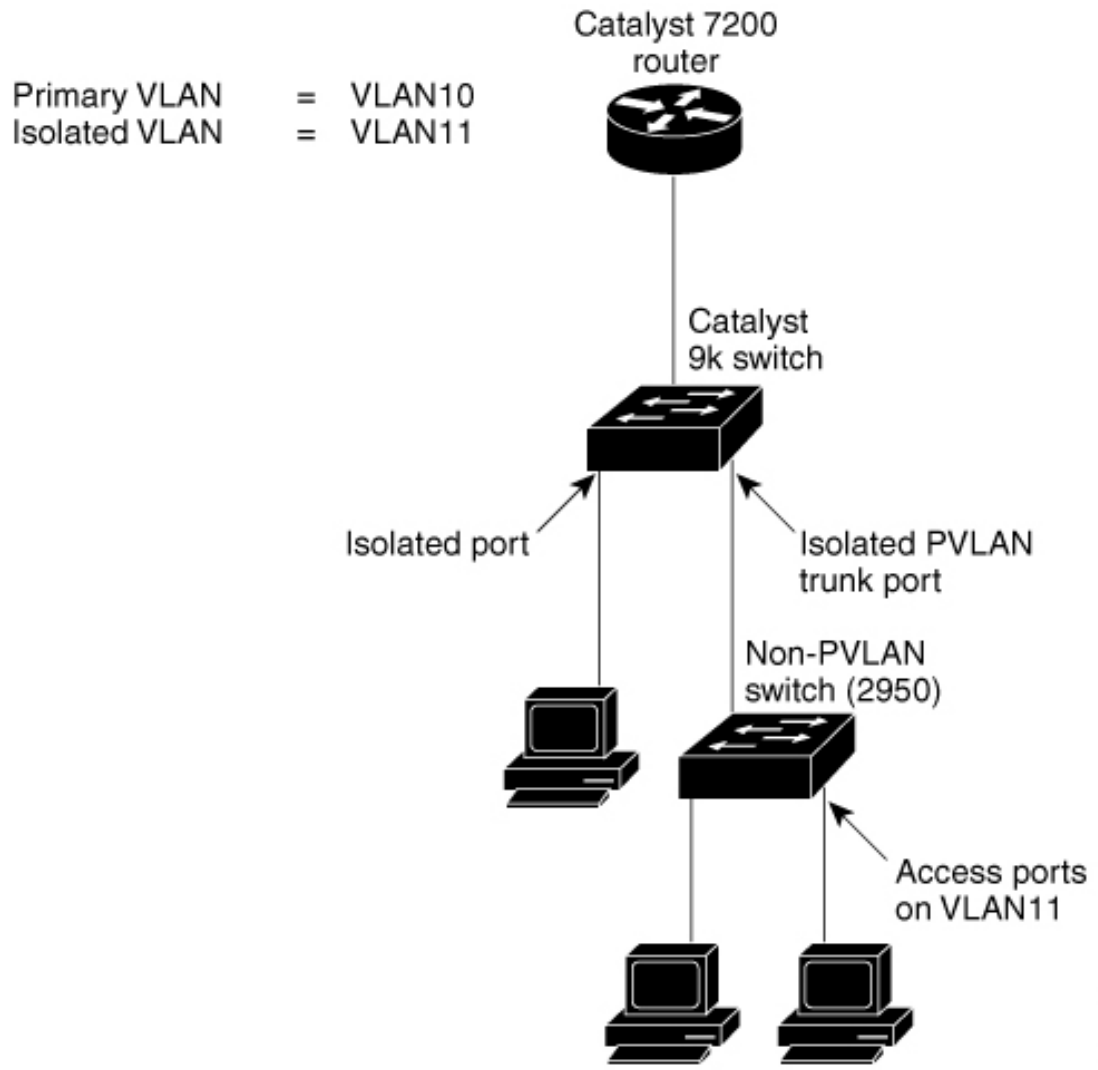 Catalyst 7200
router
Primary VLAN = VLAN10
Isolated VLAN = VLAN11
Catalyst
9k switch
Isolated port
Isolated PVLAN
trunk port
Non-PVLAN
switch (2950)
Access ports
on VLAN11